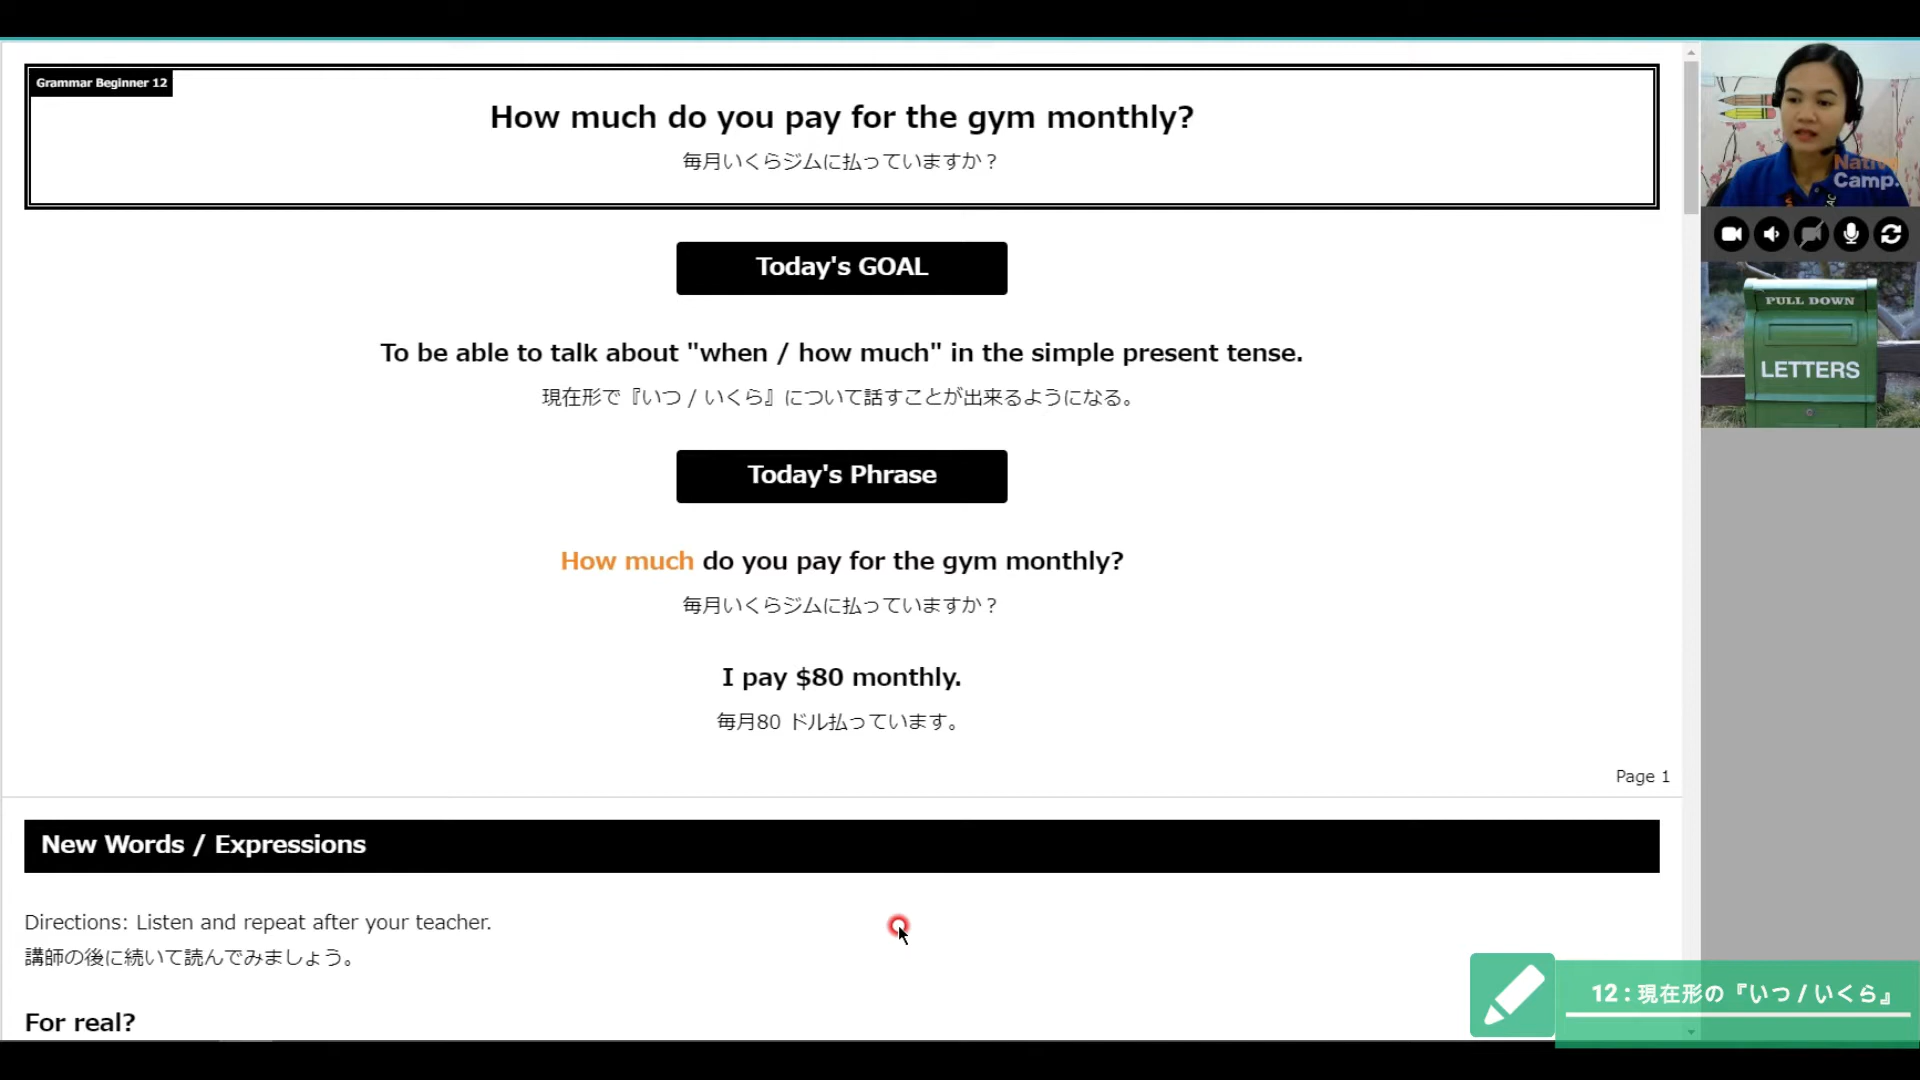 Grammar Beginner 12
How much do you pay for the gym monthly?
毎月いくらジムに払っていますか？
Today's GOAL
To be able to talk about "when / how much" in the simple present tense.
現在形で『いつ / いくら』について話すことが出来るようになる。
Today's Phrase
How much do you pay for the gym monthly?
毎月いくらジムに払っていますか？
I pay $80 monthly.
毎月80 ドル払っています。
Page 1
New Words / Expressions
Directions: Listen and repeat after your teacher.
講師の後に続いて読んでみましょう。
For real?
Native
Camp.
PULL DOWN
LETTERS
12 : 現在形の『いつ / いくら』